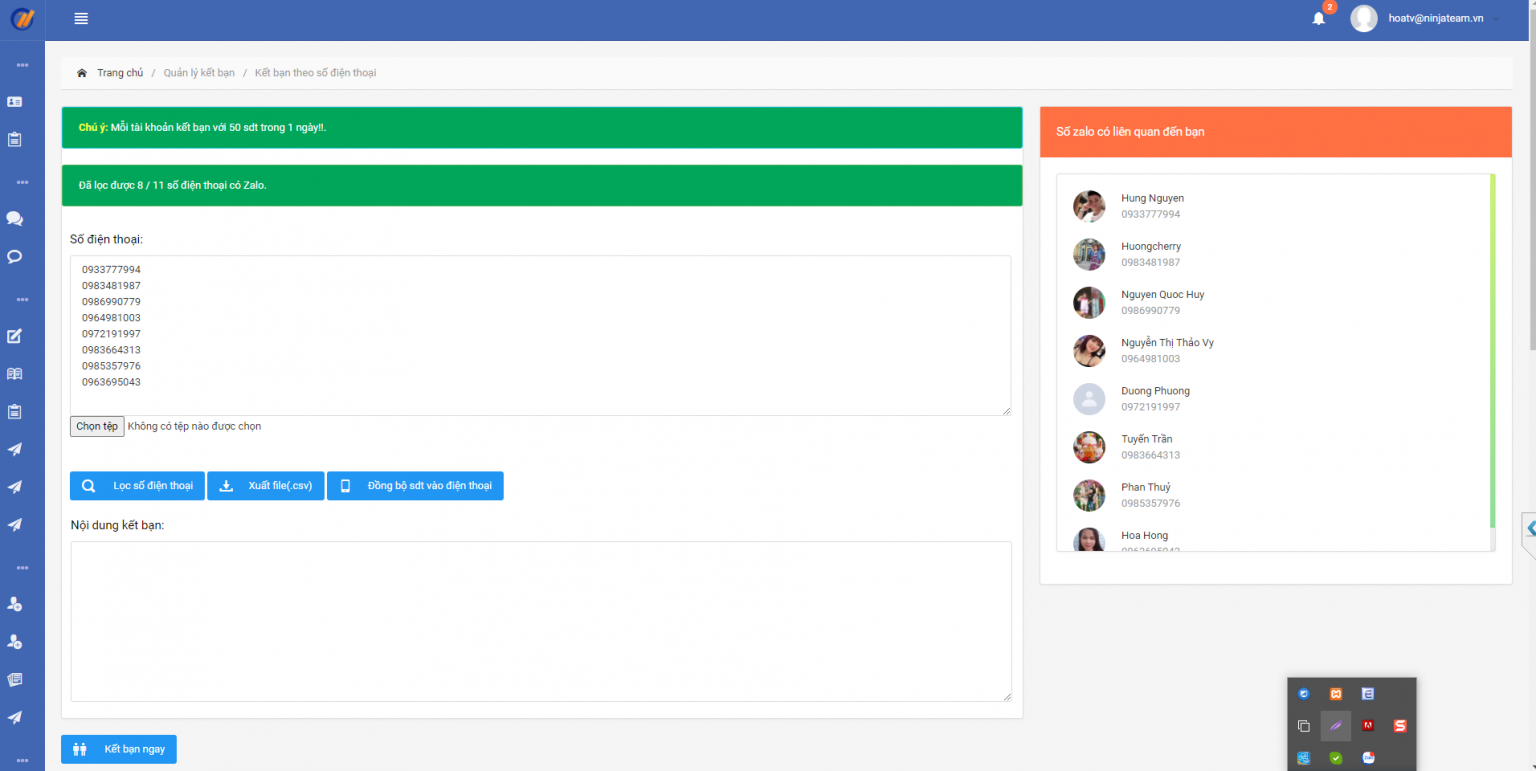 2
hoatv@ninjateam.vn
Trang chủ / Quản lý kết bạn / Kết bạn theo số điện thoại
Chú ý: Mỗi tài khoản kết bạn với 50 sdt trong 1 ngày!!.
Đã lọc được 8 / 11 số điện thoại có Zalo.
Số điện thoại:
0933777994
0983481987
0986990779
0964981003
0972191997
0983664313
0985357976
0963695043
Chọn tệp Không có tệp nào được chọn
Lọc số điện thoại
Xuất file(.csv)
Đồng bộ sdt vào điện thoại
Nội dung kết bạn:
Kết bạn ngay
Số zalo có liên quan đến bạn
Hung Nguyen
0933777994
Huongcherry
0983481987
Nguyen Quoc Huy
0986990779
Nguyễn Thị Thảo Vy
0964981003
Duong Phuong
0972191997
Tuyến Trần
0983664313
Phan Thuỷ
0985357976
Hoa Hong
0963695043